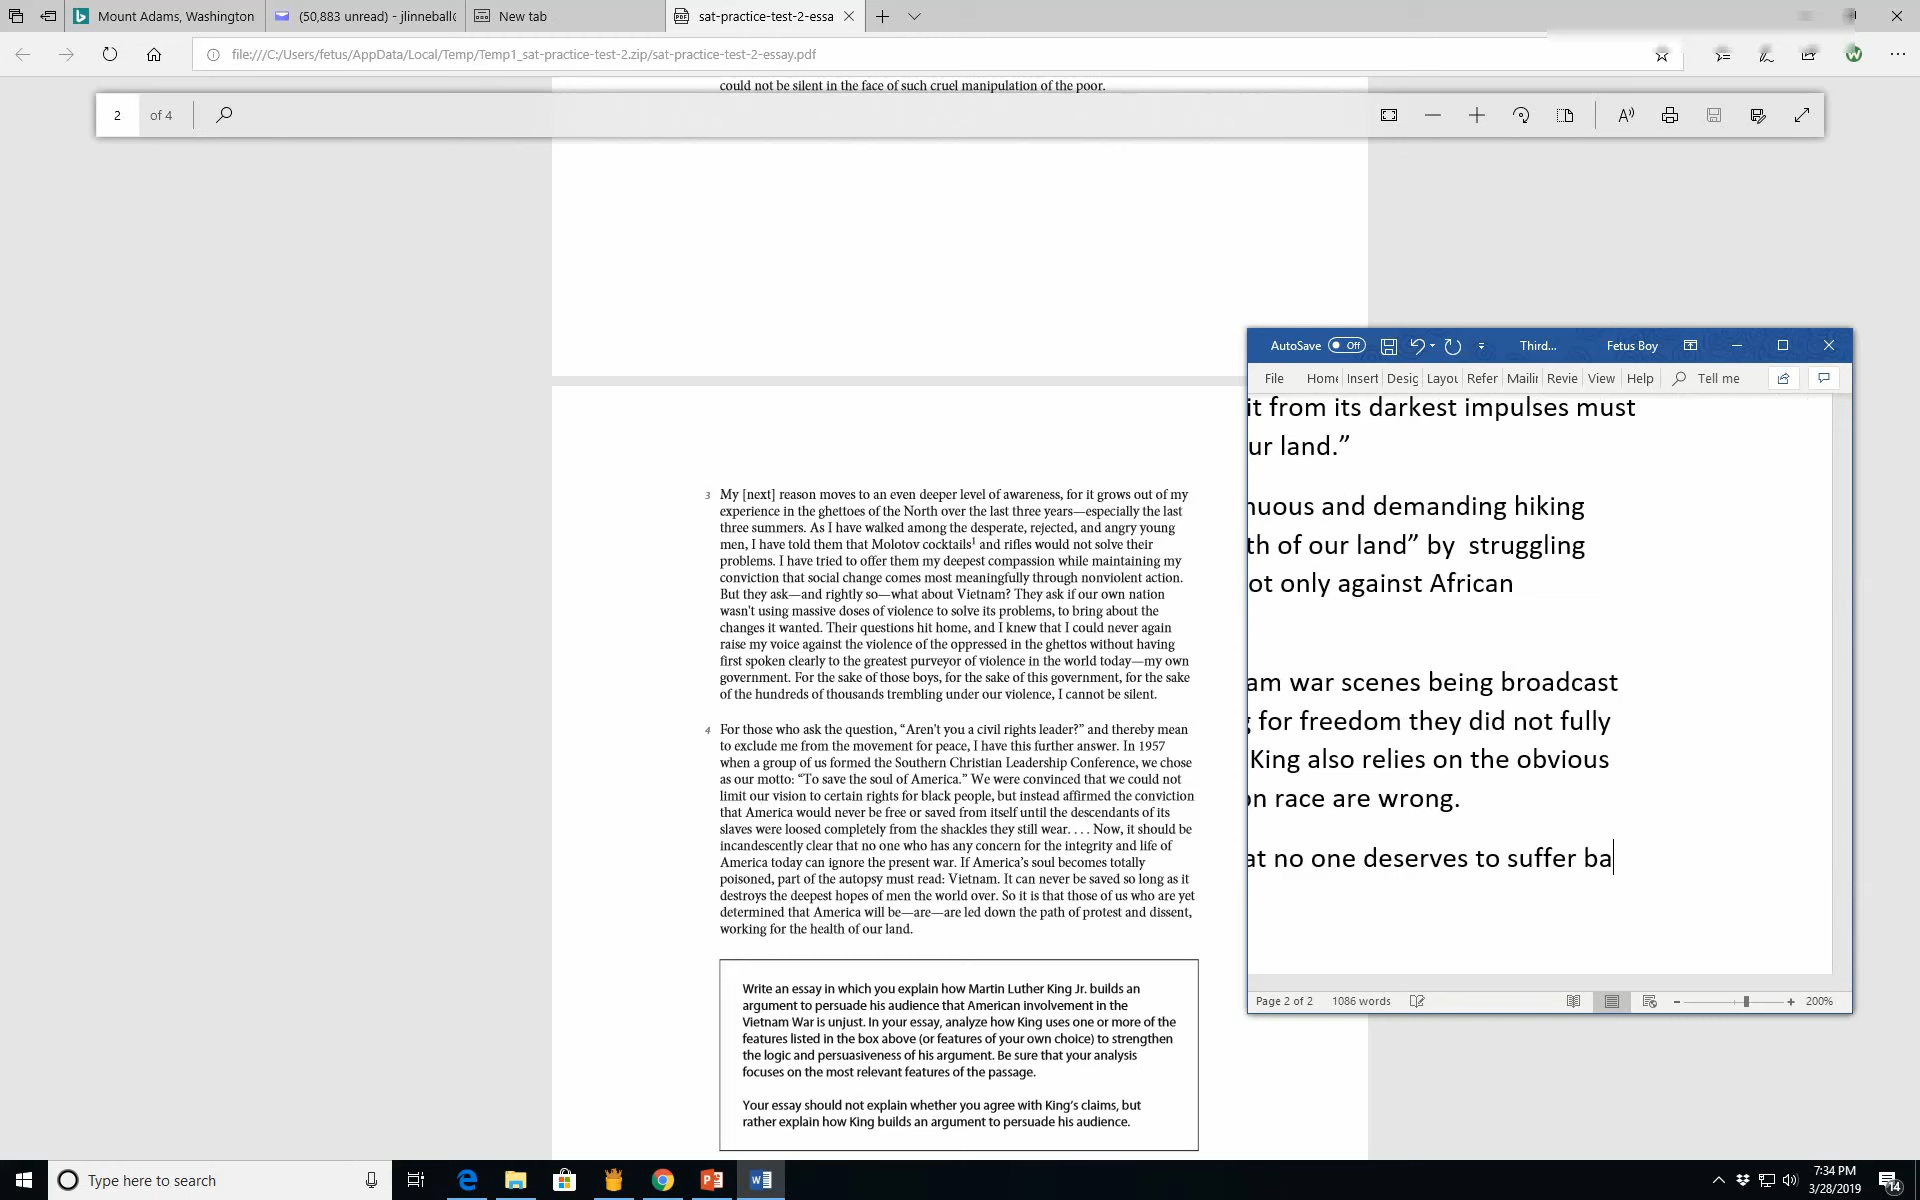 Mount Adams, Washington
(50,883 unread) - jlinneball
New tab
sat-practice-test-2-essa
file:///C:/Users/fetus/AppData/Local/Temp/Temp1_sat-practice-test-2.zip/sat-practice-test-2-essay.pdf
could not be silent in the face of such cruel manipulation of the poor.
2 of 4
3 My [next] reason moves to an even deeper level of awareness, for it grows out of my
experience in the ghettoes of the North over the last three years—especially the last
three summers. As I have walked among the desperate, rejected, and angry young
men, I have told them that Molotov cocktails1 and rifles would not solve their
problems. I have tried to offer them my deepest compassion while maintaining my
conviction that social change comes most meaningfully through nonviolent action.
But they ask—and rightly so—what about Vietnam? They ask if our own nation
wasn't using massive doses of violence to solve its problems, to bring about the
changes it wanted. Their questions hit home, and I knew that I could never again
raise my voice against the violence of the oppressed in the ghettos without having
first spoken clearly to the greatest purveyor of violence in the world today—my own
government. For the sake of those boys, for the sake of this government, for the sake
of the hundreds of thousands trembling under our violence, I cannot be silent.
4 For those who ask the question, “Aren't you a civil rights leader?” and thereby mean
to exclude me from the movement for peace, I have this further answer. In 1957
when a group of us formed the Southern Christian Leadership Conference, we chose
as our motto: “To save the soul of America.” We were convinced that we could not
limit our vision to certain rights for black people, but instead affirmed the conviction
that America would never be free or saved from itself until the descendants of its
slaves were loosed completely from the shackles they still wear. . . . Now, it should be
incandescently clear that no one who has any concern for the integrity and life of
America today can ignore the present war. If America’s soul becomes totally
poisoned, part of the autopsy must read: Vietnam. It can never be saved so long as it
destroys the deepest hopes of men the world over. So it is that those of us who are yet
determined that America will be—are—are led down the path of protest and dissent,
working for the health of our land.
Write an essay in which you explain how Martin Luther King Jr. builds an
argument to persuade his audience that American involvement in the
Vietnam War is unjust. In your essay, analyze how King uses one or more of the
features listed in the box above (or features of your own choice) to strengthen
the logic and persuasiveness of his argument. Be sure that your analysis
focuses on the most relevant features of the passage.
Your essay should not explain whether you agree with King’s claims, but
rather explain how King builds an argument to persuade his audience.
AutoSave Off Third... Fetus Boy
File Home Insert Desig Layou Refer Mailin Revie View Help Tell me
it from its darkest impulses must
ur land.”
nuous and demanding hiking
th of our land” by struggling
ot only against African
am war scenes being broadcast
for freedom they did not fully
King also relies on the obvious
on race are wrong.
at no one deserves to suffer ba
Page 2 of 2 1086 words 200%
Type here to search
7:34 PM
3/28/2019
14